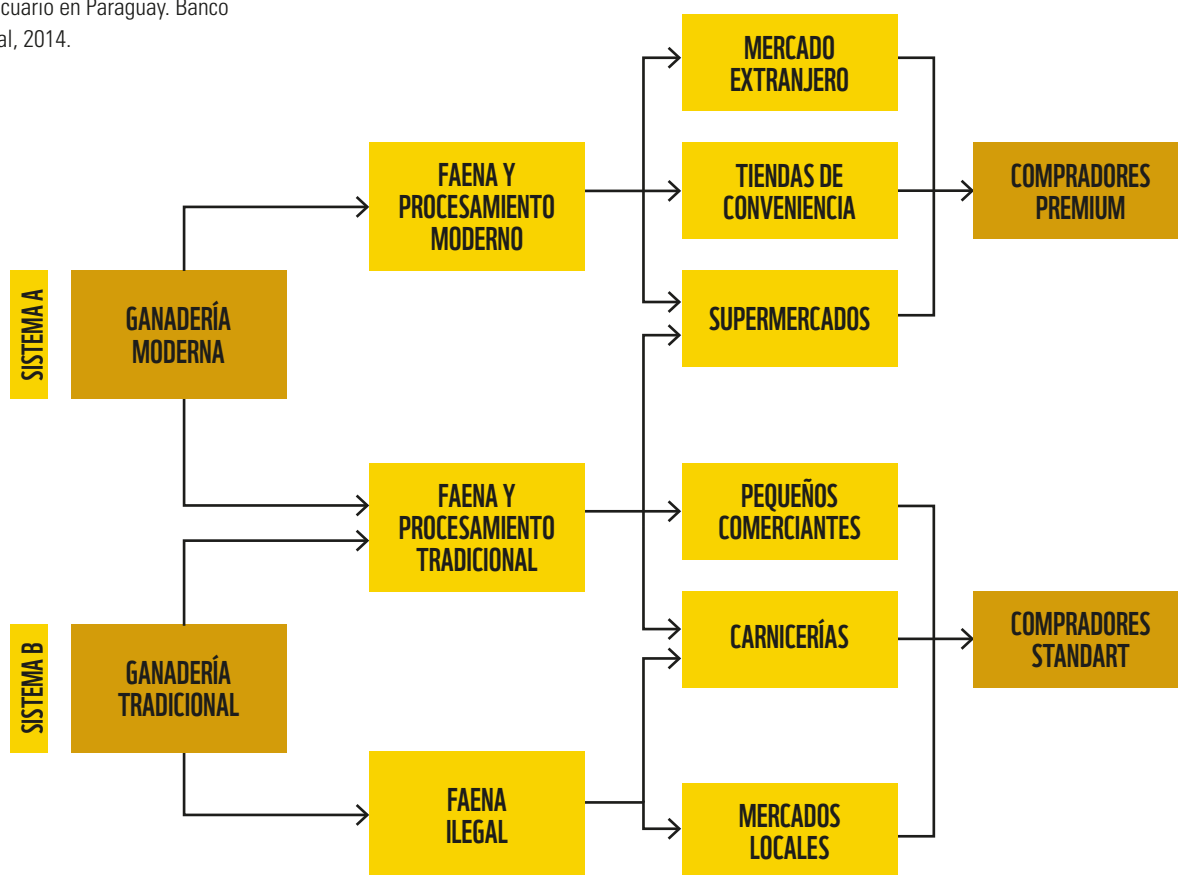 cuario en Paraguay. Banco
al, 2014.
SISTEMA A
GANADERÍA
MODERNA
SISTEMA B
GANADERÍA
TRADICIONAL
FAENA Y
PROCESAMIENTO
MODERNO
FAENA Y
PROCESAMIENTO
TRADICIONAL
FAENA
ILEGAL
MERCADO
EXTRANJERO
TIENDAS DE
CONVENIENCIA
SUPERMERCADOS
PEQUEÑOS
COMERCIANTES
CARNICERÍAS
MERCADOS
LOCALES
COMPRADORES
PREMIUM
COMPRADORES
STANDART